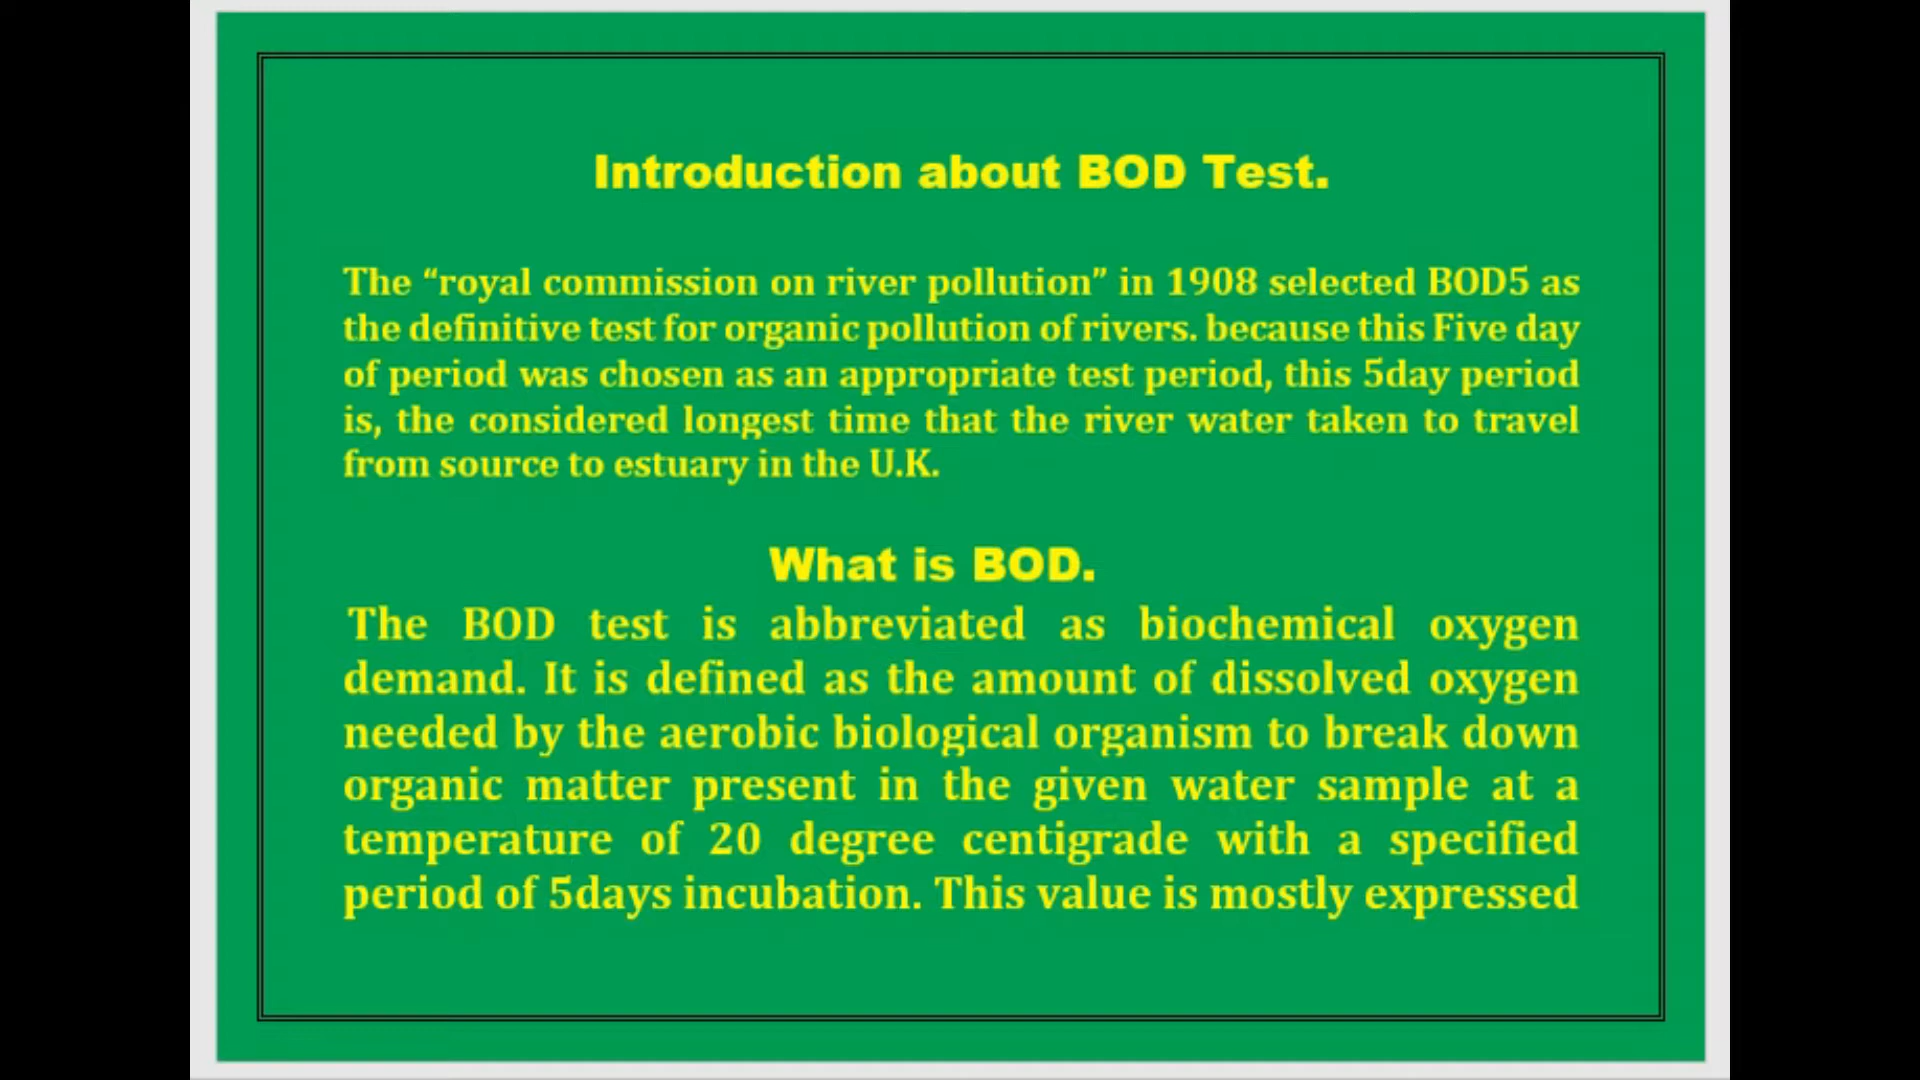 Introduction about BOD Test.
The “royal commission on river pollution” in 1908 selected BOD5 as
the definitive test for organic pollution of rivers. because this Five day
of period was chosen as an appropriate test period, this 5day period
is, the considered longest time that the river water taken to travel
from source to estuary in the U.K.
What is BOD.
The BOD test is abbreviated as biochemical oxygen
demand. It is defined as the amount of dissolved oxygen
needed by the aerobic biological organism to break down
organic matter present in the given water sample at a
temperature of 20 degree centigrade with a specified
period of 5days incubation. This value is mostly expressed